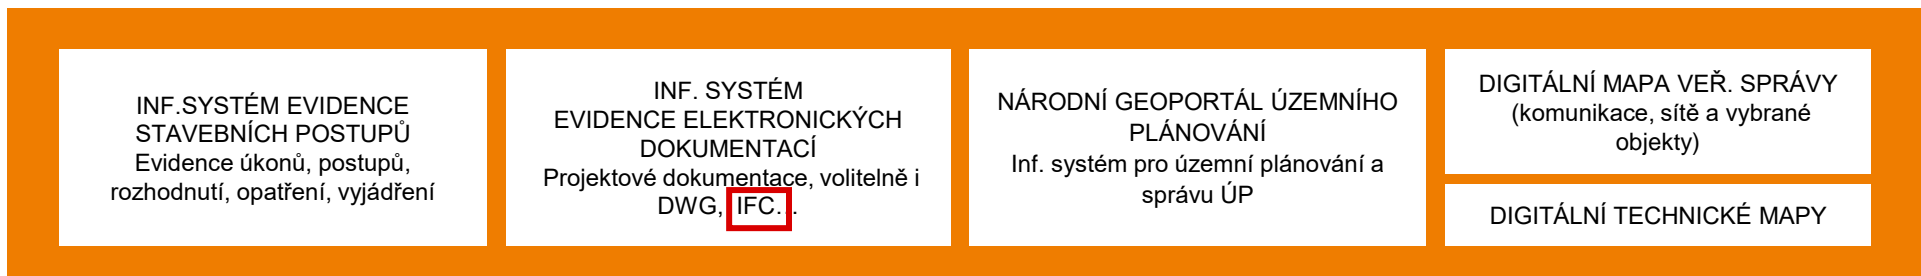 INF.SYSTÉM EVIDENCE
STAVEBNÍCH POSTUPŮ
Evidence úkonů, postupů,
rozhodnutí, opatření, vyjádření
INF. SYSTÉM
EVIDENCE ELEKTRONICKÝCH
DOKUMENTACÍ
Projektové dokumentace, volitelně i
DWG, IFC...
NÁRODNÍ GEOPORTÁL ÚZEMNÍHO
PLÁNOVÁNÍ
Inf. systém pro územní plánování a
správu ÚP
DIGITÁLNÍ MAPA VEŘ. SPRÁVY
(komunikace, sítě a vybrané
objekty)
DIGITÁLNÍ TECHNICKÉ MAPY